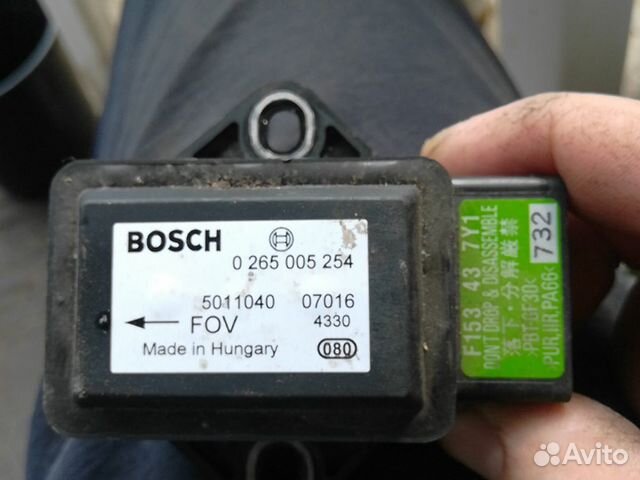 BOSCH
0 265 005 254
5011040 07016
← FOV 4330
Made in Hungary 080
F153 43 7Y1
DON'T DROP & DISASSEMBLE
落下・分解厳禁
732
Avito